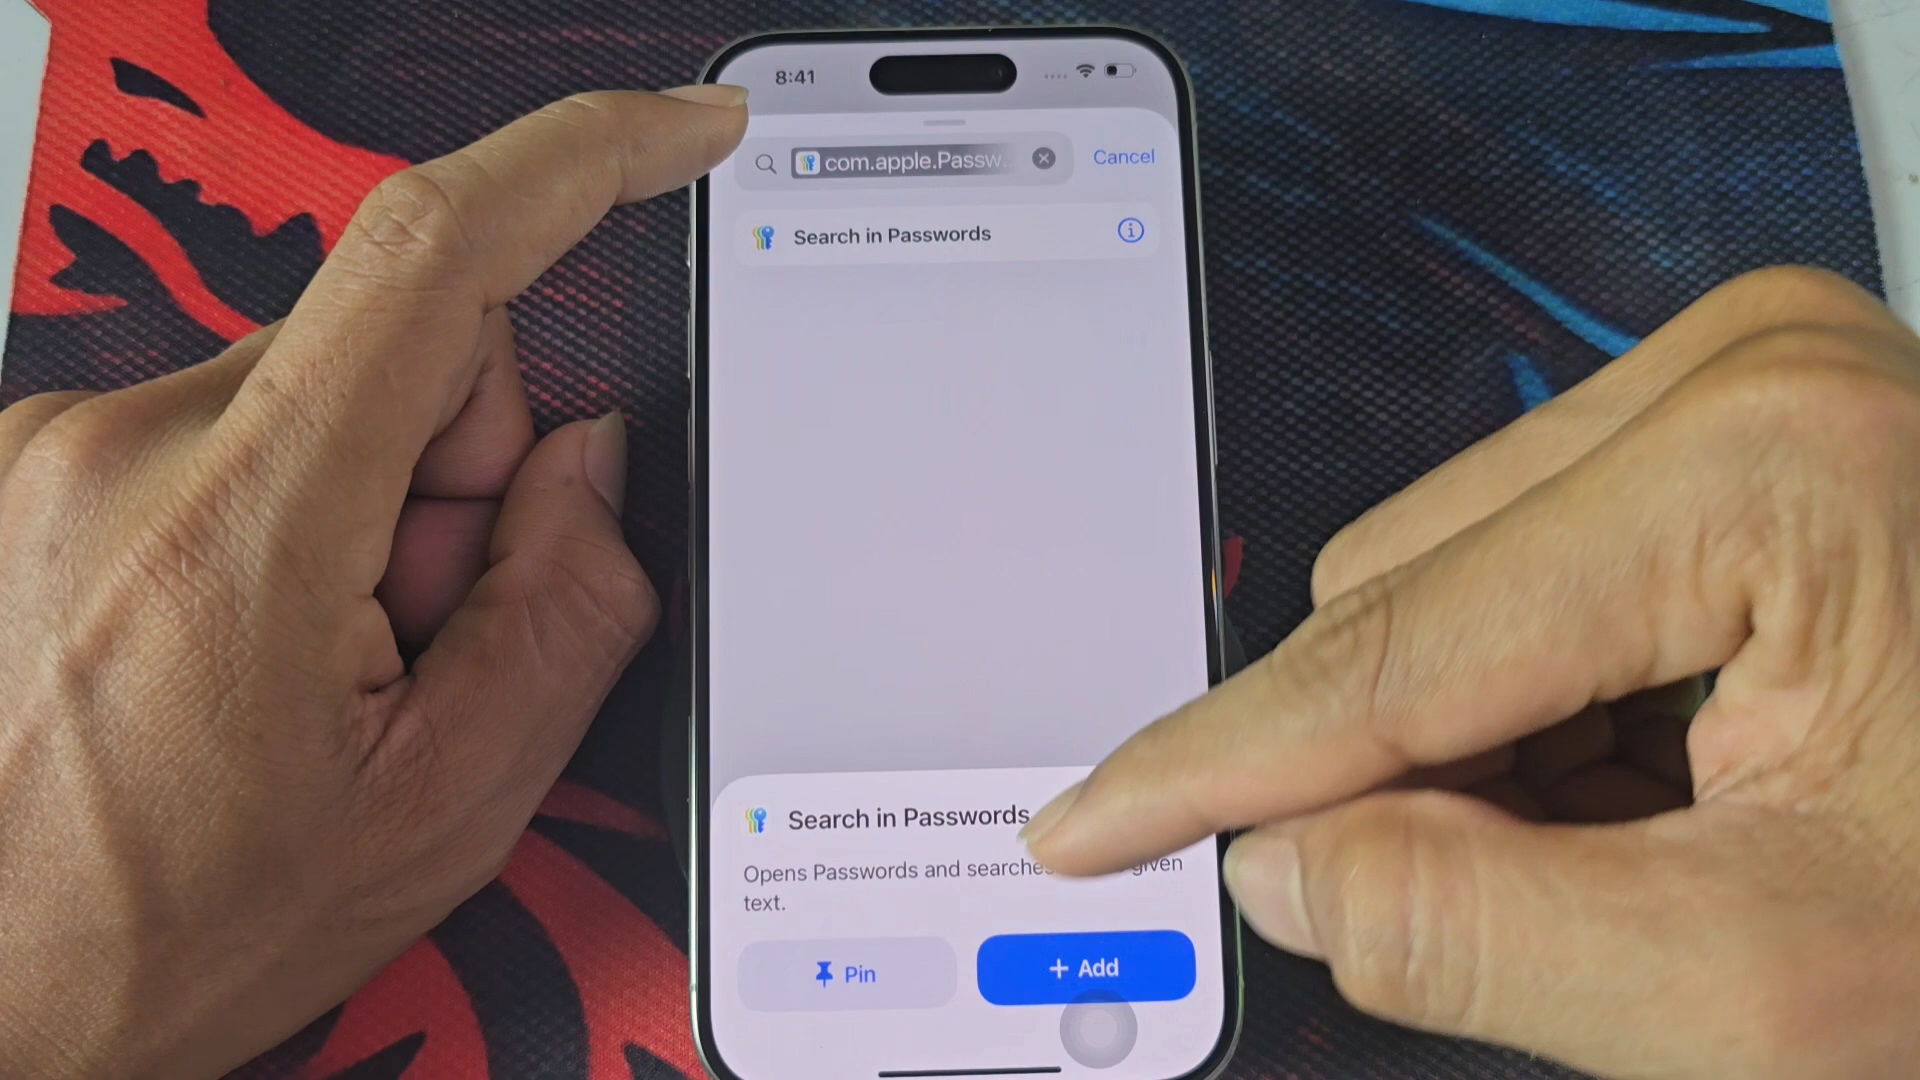 8:41
com.apple.Passw... Cancel
Search in Passwords
Search in Passwords
Opens Passwords and searches given
text.
Pin
+ Add